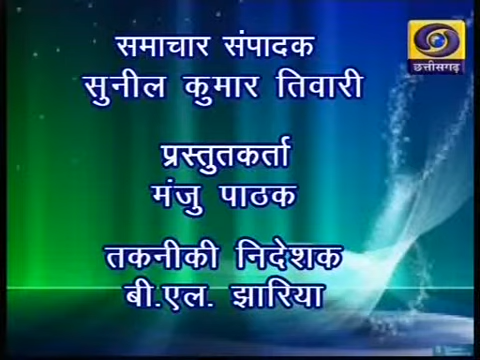 समाचार संपादक
सुनील कुमार तिवारी
छत्तीसगढ़
प्रस्तुतकर्ता
मंजु पाठक
तकनीकी निदेशक
बी.एल. झारिया